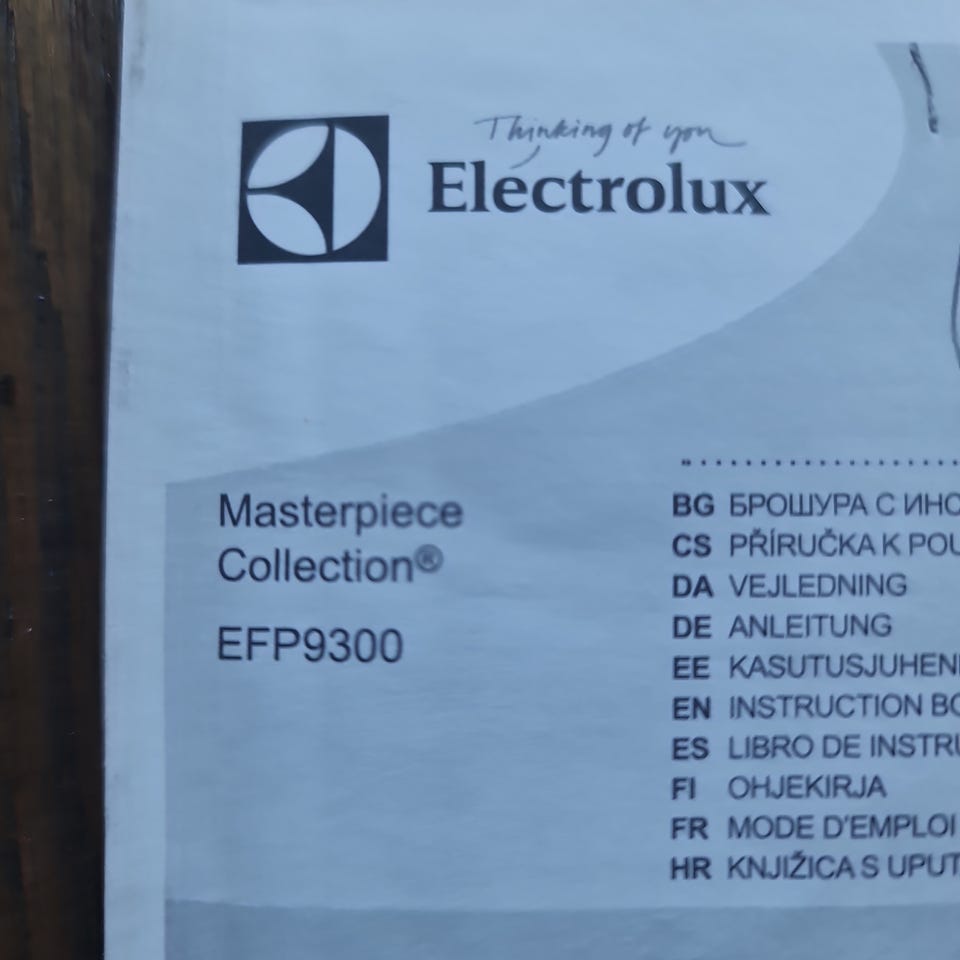 Thinking of you
Electrolux
Masterpiece
Collection®
EFP9300
BG БРОШУРА С
CS PŘÍRUČKA K
DA VEJLEDNING
DE ANLEITUNG
EE
EN INSTRUCTION
ES LIBRO DE
FI OHJEKIRJA
FR MODE D'EMPLOI
HR KNJIŽICA S